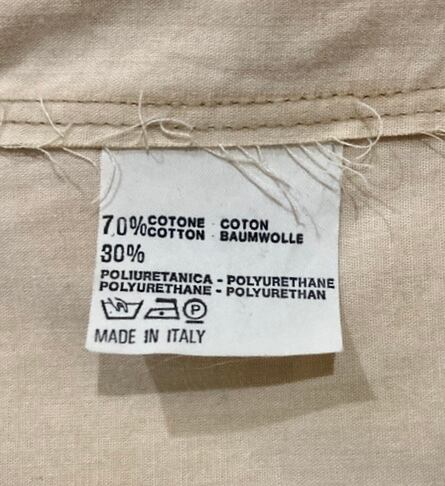 70% COTONE · COTON
COTTON · BAUMWOLLE
30%
POLIURETANICA - POLYURETHANE
POLYURETHANE - POLYURETHAN
P
MADE IN ITALY